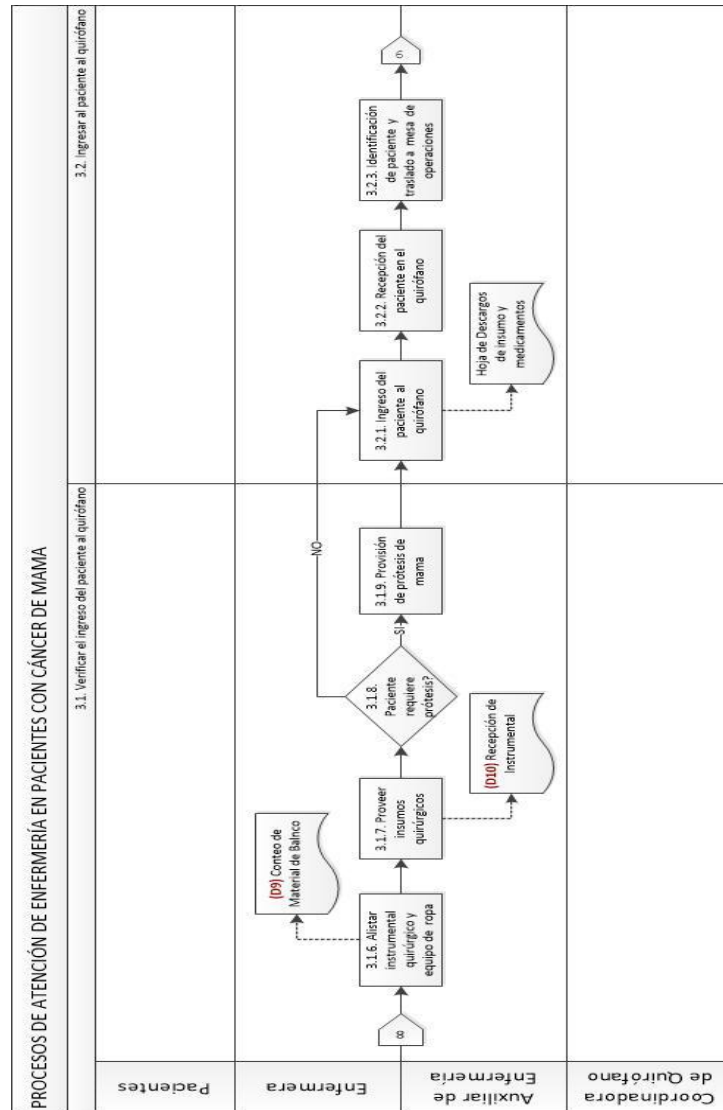 PROCESOS DE ATENCIÓN DE ENFERMERÍA EN PACIENTES CON CÁNCER DE MAMA
3.1. Verificar el ingreso del paciente al quirófano
3.2. Ingresar al paciente al quirófano
Pacientes
Enfermera
Auxiliar de
Enfermería
Coordinadora
de Quirófano
8
3.1.6. Alistar
instrumental
quirúrgico y
equipo de ropa
(D9) Conteo de
Material de Balnco
3.1.7. Proveer
insumos
quirúrgicos
(D10) Recepción de
Instrumental
3.1.8.
Paciente
requiere
prótesis?
SI
NO
3.1.9. Provisión
de prótesis de
mama
3.2.1. Ingreso del
paciente al
quirófano
Hoja de Descargos
de insumo y
medicamentos
3.2.2. Recepción del
paciente en el
quirófano
3.2.3. Identificación
de paciente y
traslado a mesa de
operaciones
9